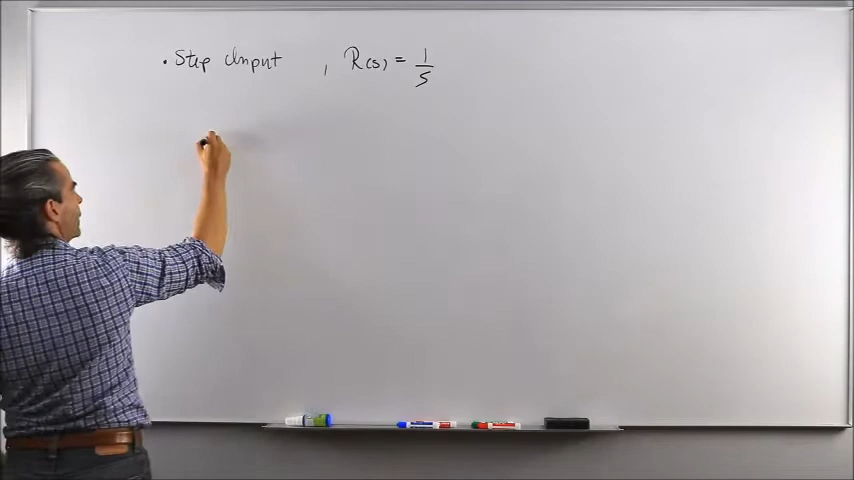 • Step Input , R(s) = 1/s